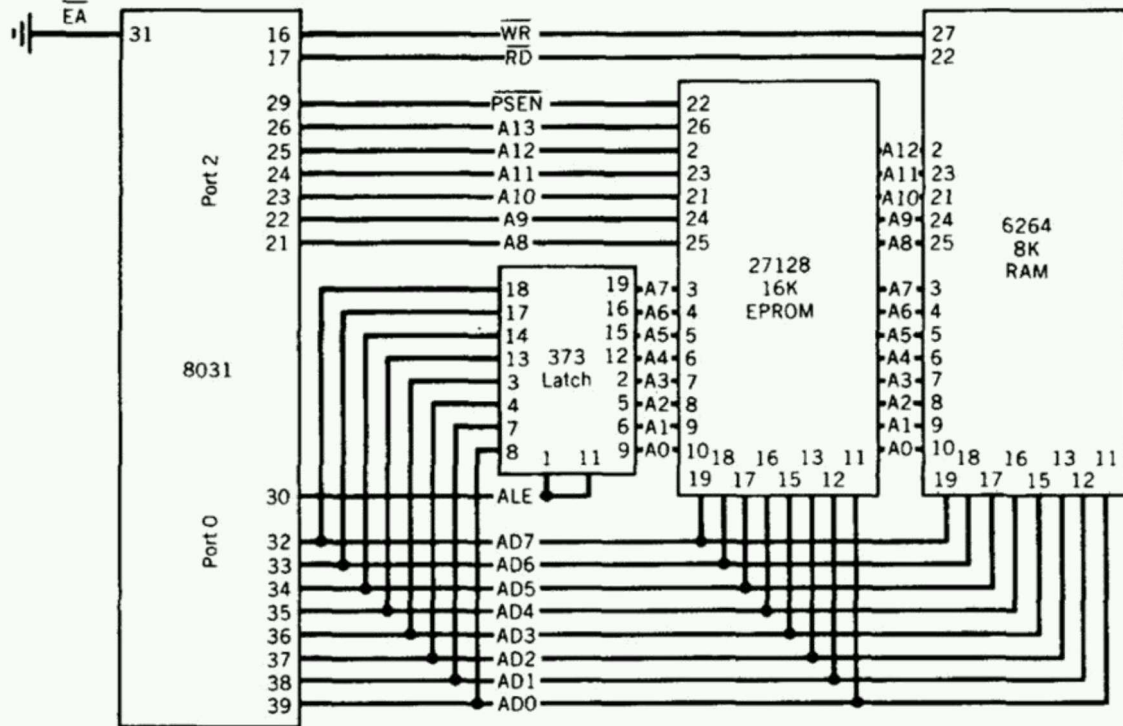 E̅A̅
31
16 W̅R̅ 27
17 R̅D̅ 22
29 P̅S̅E̅N̅ 22
26 A13 26
25 A12 2 A12 2
24 A11 23 A11 23
23 A10 21 A10 21
22 A9 24 A9 24
21 A8 25 A8 25
Port 2
6264
8K
RAM
27128
16K
EPROM
18 19 A7 3 A7 3
17 16 A6 4 A6 4
14 15 A5 5 A5 5
13 12 A4 6 A4 6
3 2 A3 7 A3 7
4 5 A2 8 A2 8
7 6 A1 9 A1 9
8 9 A0 10 A0 10
373
Latch
8031
1 11
18 16 13 11
19 17 15 12
18 16 13 11
19 17 15 12
30 ALE
Port 0
32 AD7
33 AD6
34 AD5
35 AD4
36 AD3
37 AD2
38 AD1
39 AD0